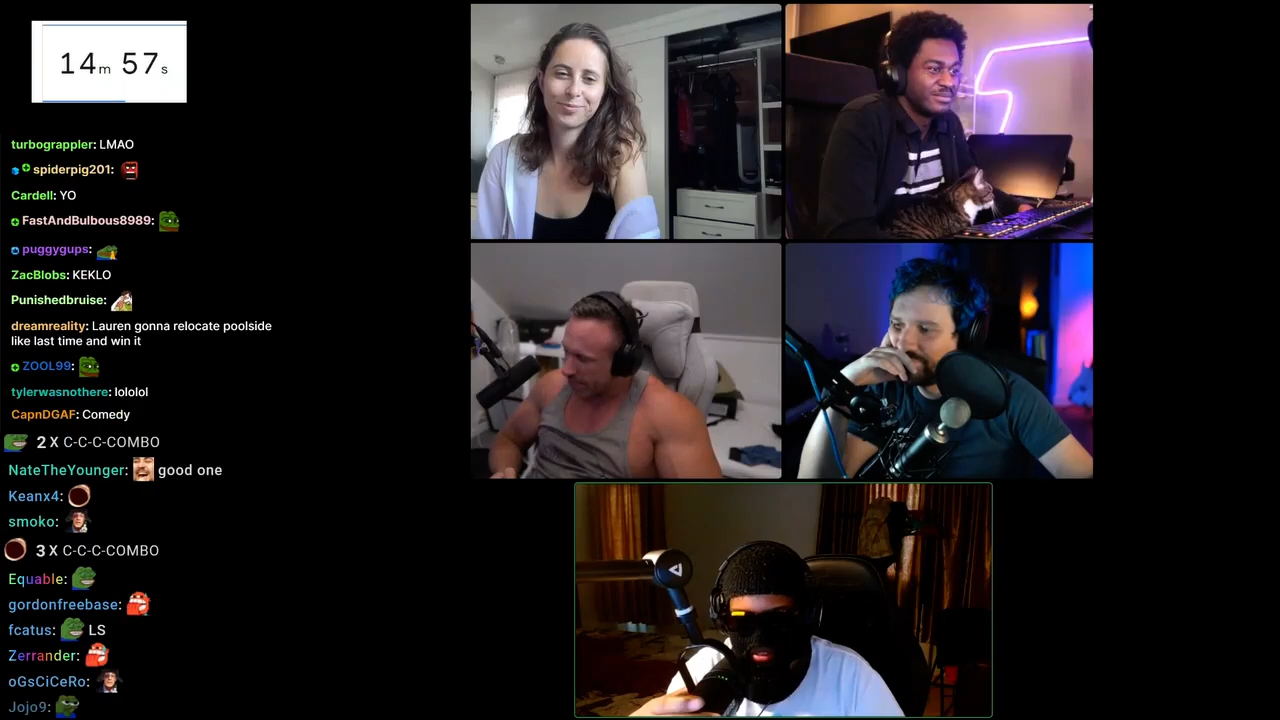 14m 57s
turbograppler: LMAO
spiderpig201:
Cardell: YO
FastAndBulbous8989:
puggygups:
ZacBlobs: KEKLO
Punishedbruise:
dreamreality: Lauren gonna relocate poolside
like last time and win it
ZOOL99:
tylerwasnothere: lololol
CapnDGAF: Comedy
2 X C-C-C-COMBO
NateTheYounger: good one
Keanx4:
smoko:
3 X C-C-C-COMBO
Equable:
gordonfreebase:
fcatus: LS
Zerrander:
oGsCiCeRo:
Jojo9: